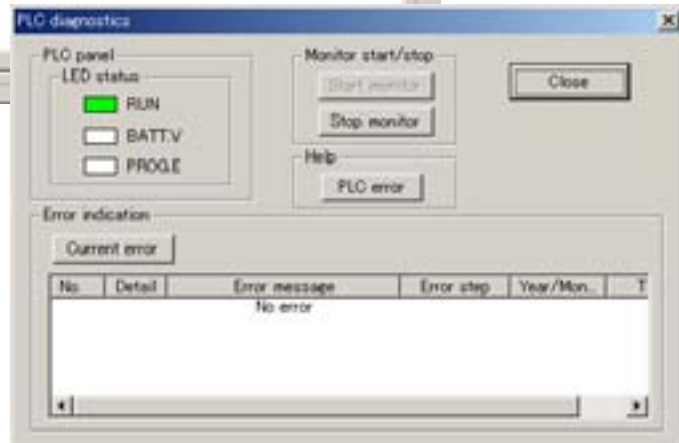 PLC diagnostics
PLC panel
LED status
RUN
BATT.V
PROG.E
Monitor start/stop
Start monitor
Stop monitor
Close
Help
PLC error
Error indication
Current error
No. Detail Error message Error step Year/Mon... T
No error